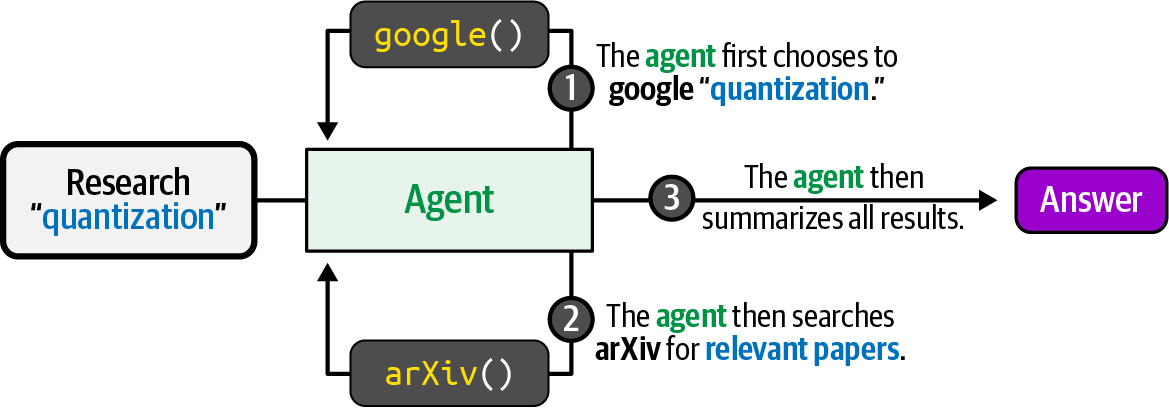 google()
1
The agent first chooses to
google “quantization.”
Research
“quantization”
Agent
3
The agent then
summarizes all results.
Answer
2
The agent then searches
arXiv for relevant papers.
arXiv()